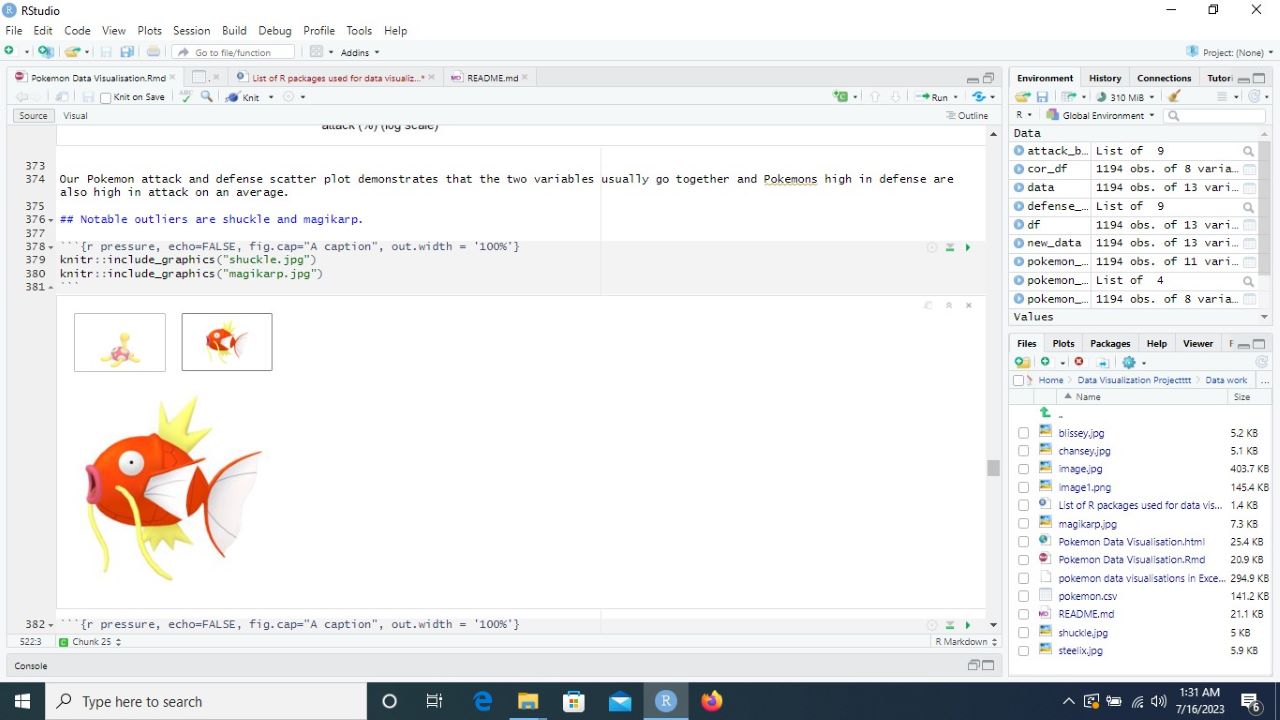 RStudio
File Edit Code View Plots Session Build Debug Profile Tools Help
Go to file/function Addins Project: (None)
Pokemon Data Visualisation.Rmd List of R packages used for data visualiz...* README.md
Knit on Save Knit Run
Source Visual Outline
attack (%) (log scale)
373
374 Our Pokemon attack and defense scatter plot demonstrates that the two variables usually go together and Pokemons high in defense are
also high in attack on an average.
375
376 ## Notable outliers are shuckle and magikarp.
377
378 ```{r pressure, echo=FALSE, fig.cap="A caption", out.width = '100%'}
379 knitr::include_graphics("shuckle.jpg")
380 knitr::include_graphics("magikarp.jpg")
381 ```
382 ```{r pressure, echo=FALSE, fig.cap="A caption", out.width = '100%'}
522:3 Chunk 25 R Markdown
Console
Environment History Connections Tutori
310 MiB
R Global Environment
Data
attack_b... List of 9
cor_df 1194 obs. of 8 varia...
data 1194 obs. of 13 vari...
defense_... List of 9
df 1194 obs. of 13 vari...
new_data 1194 obs. of 13 vari...
pokemon_... 1194 obs. of 11 vari...
pokemon_... List of 4
pokemon_... 1194 obs. of 8 varia...
Values
Files Plots Packages Help Viewer
Home Data Visualization Projectttt Data work ...
Name Size
..
blissey.jpg 5.2 KB
chansey.jpg 5.1 KB
image.jpg 403.7 KB
image1.png 145.4 KB
List of R packages used for data vis... 1.4 KB
magikarp.jpg 7.3 KB
Pokemon Data Visualisation.html 25.4 KB
Pokemon Data Visualisation.Rmd 20.9 KB
pokemon data visualisations in Exce... 294.9 KB
pokemon.csv 141.2 KB
README.md 21.1 KB
shuckle.jpg 5 KB
steelix.jpg 5.9 KB
Type here to search
1:31 AM
7/16/2023
6